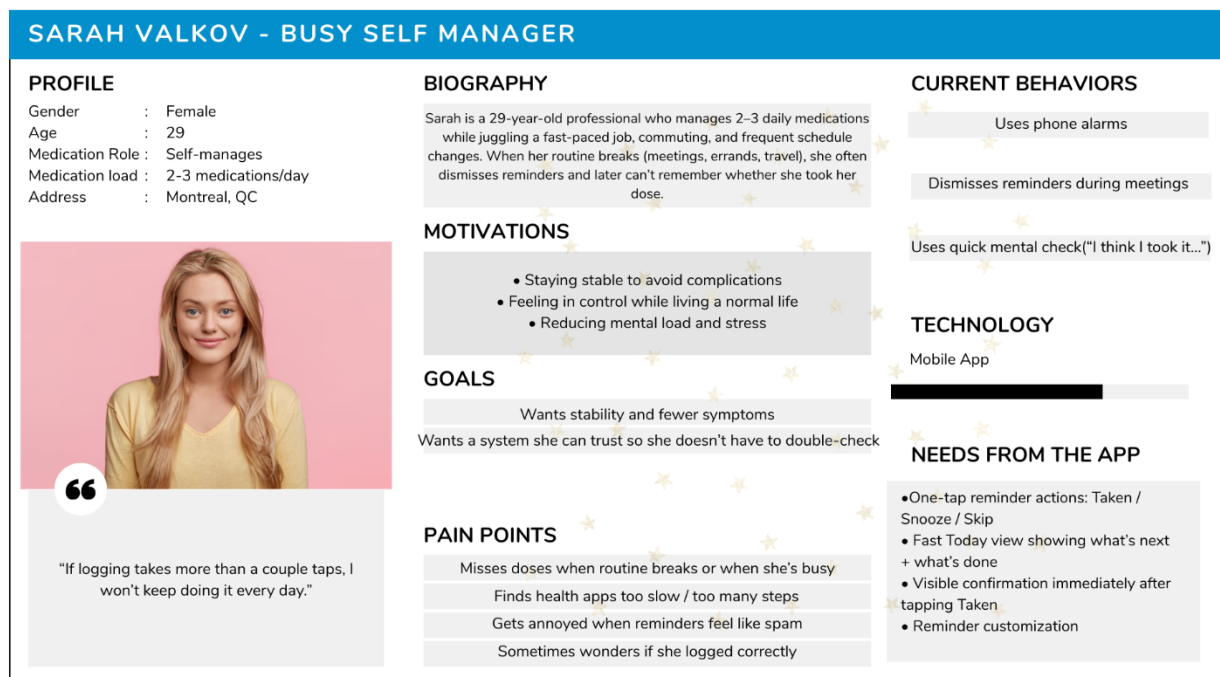 SARAH VALKOV - BUSY SELF MANAGER
PROFILE
Gender : Female
Age : 29
Medication Role : Self-manages
Medication load : 2-3 medications/day
Address : Montreal, QC
“If logging takes more than a couple taps, I
won’t keep doing it every day.”
BIOGRAPHY
Sarah is a 29-year-old professional who manages 2–3 daily medications
while juggling a fast-paced job, commuting, and frequent schedule
changes. When her routine breaks (meetings, errands, travel), she often
dismisses reminders and later can’t remember whether she took her
dose.
MOTIVATIONS
• Staying stable to avoid complications
• Feeling in control while living a normal life
• Reducing mental load and stress
GOALS
Wants stability and fewer symptoms
Wants a system she can trust so she doesn’t have to double-check
PAIN POINTS
Misses doses when routine breaks or when she’s busy
Finds health apps too slow / too many steps
Gets annoyed when reminders feel like spam
Sometimes wonders if she logged correctly
CURRENT BEHAVIORS
Uses phone alarms
Dismisses reminders during meetings
Uses quick mental check(“I think I took it...”)
TECHNOLOGY
Mobile App
NEEDS FROM THE APP
•One-tap reminder actions: Taken /
Snooze / Skip
• Fast Today view showing what’s next
+ what’s done
• Visible confirmation immediately after
tapping Taken
• Reminder customization